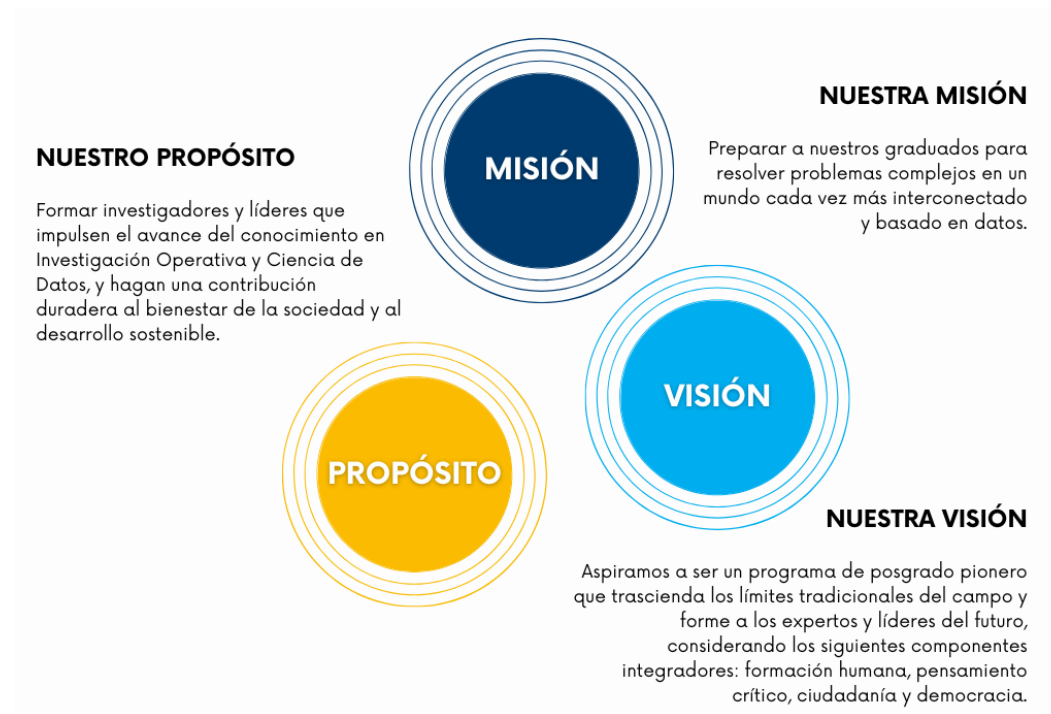 NUESTRO PROPÓSITO
Formar investigadores y líderes que
impulsen el avance del conocimiento en
Investigación Operativa y Ciencia de
Datos, y hagan una contribución
duradera al bienestar de la sociedad y al
desarrollo sostenible.
MISIÓN
NUESTRA MISIÓN
Preparar a nuestros graduados para
resolver problemas complejos en un
mundo cada vez más interconectado
y basado en datos.
VISIÓN
PROPÓSITO
NUESTRA VISIÓN
Aspiramos a ser un programa de posgrado pionero
que trascienda los límites tradicionales del campo y
forme a los expertos y líderes del futuro,
considerando los siguientes componentes
integradores: formación humana, pensamiento
crítico, ciudadanía y democracia.